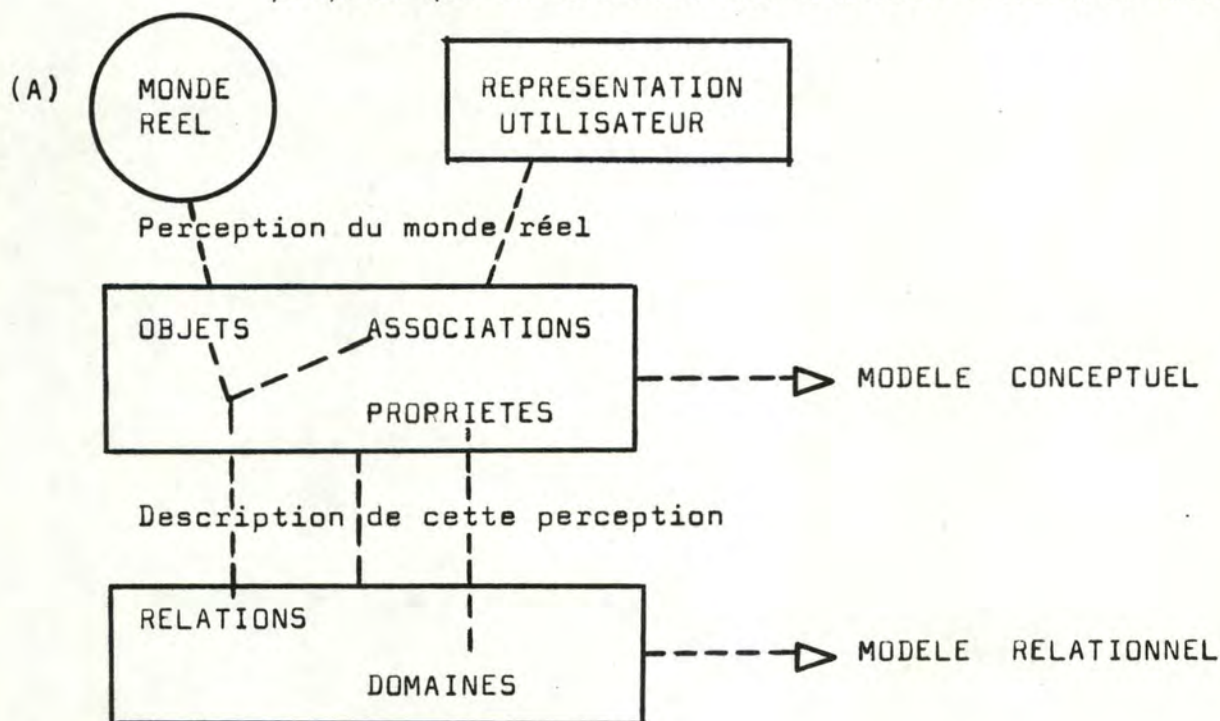 (A)
MONDE
REEL
REPRESENTATION
UTILISATEUR
Perception du monde réel
OBJETS ASSOCIATIONS
PROPRIETES
MODELE CONCEPTUEL
Description de cette perception
RELATIONS
DOMAINES
MODELE RELATIONNEL